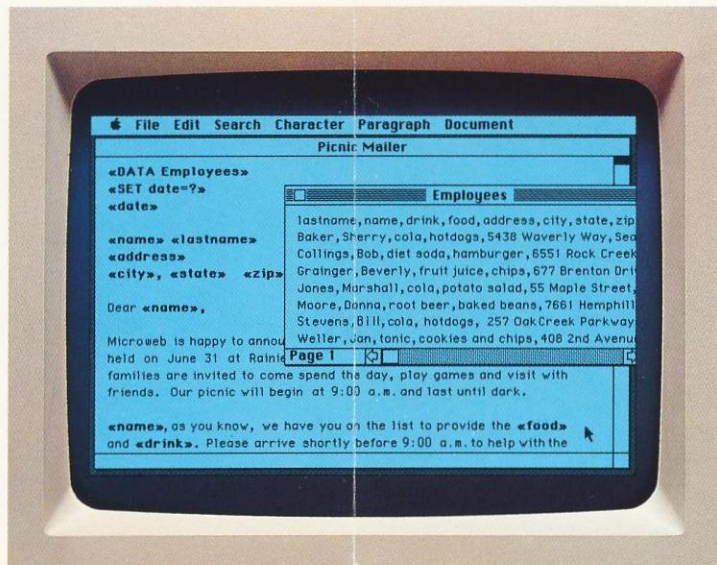 File Edit Search Character Paragraph Document
Picnic Mailer
«DATA Employees»
«SET date=?»
«date»
«name» «lastname»
«address»
«city», «state» «zip»
Dear «name»,
Microweb is happy to annou
held on June 31 at Rainie
families are invited to come spend the day, play games and visit with
friends. Our picnic will begin at 9:00 a.m. and last until dark.
«name», as you know, we have you on the list to provide the «food»
and «drink». Please arrive shortly before 9:00 a.m. to help with the
Employees
lastname,name,drink,food,address,city,state,zip
Baker,Sherry,cola,hotdogs,5438 Waverly Way,Sea
Collings,Bob,diet soda,hamburger,6551 Rock Creek
Grainger,Beverly,fruit juice,chips,677 Brenton Dri
Jones,Marshall,cola,potato salad,55 Maple Street,
Moore,Donna,root beer,baked beans,7661 Hemphill
Stevens,Bill,cola, hotdogs, 257 OakCreek Parkway
Weller,Jan,tonic,cookies and chips,408 2nd Avenu
Page 1